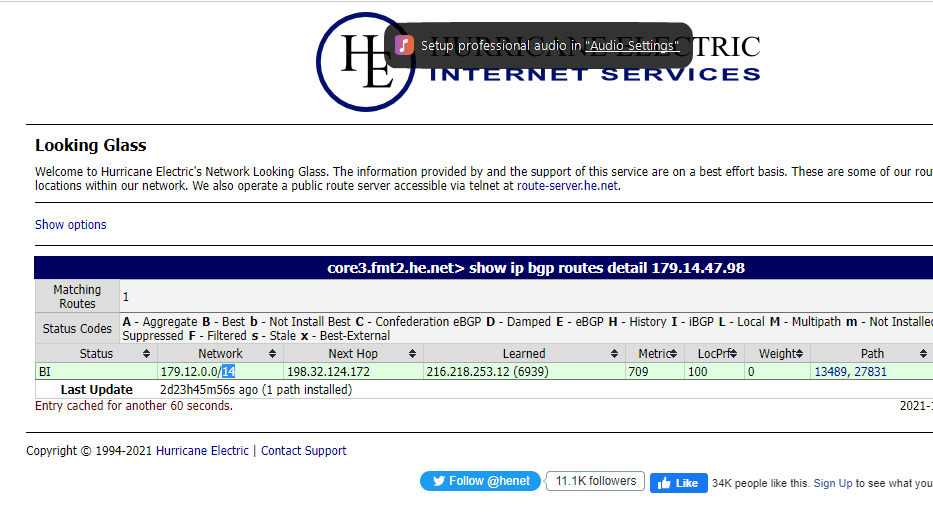 HE
HURRICANE ELECTRIC
INTERNET SERVICES
Setup professional audio in "Audio Settings"
Looking Glass
Welcome to Hurricane Electric's Network Looking Glass. The information provided by and the support of this service are on a best effort basis. These are some of our rou
locations within our network. We also operate a public route server accessible via telnet at route-server.he.net.
Show options
core3.fmt2.he.net> show ip bgp routes detail 179.14.47.98
Matching Routes 1
Status Codes A - Aggregate B - Best b - Not Install Best C - Confederation eBGP D - Damped E - eBGP H - History I - iBGP L - Local M - Multipath m - Not Installed
Suppressed F - Filtered s - Stale x - Best-External
Status Network Next Hop Learned Metric LocPrf Weight Path
BI 179.12.0.0/14 198.32.124.172 216.218.253.12 (6939) 709 100 0 13489, 27831
Last Update 2d23h45m56s ago (1 path installed)
Entry cached for another 60 seconds. 2021-1
Copyright © 1994-2021 Hurricane Electric | Contact Support
Follow @henet 11.1K followers Like 34K people like this. Sign Up to see what you